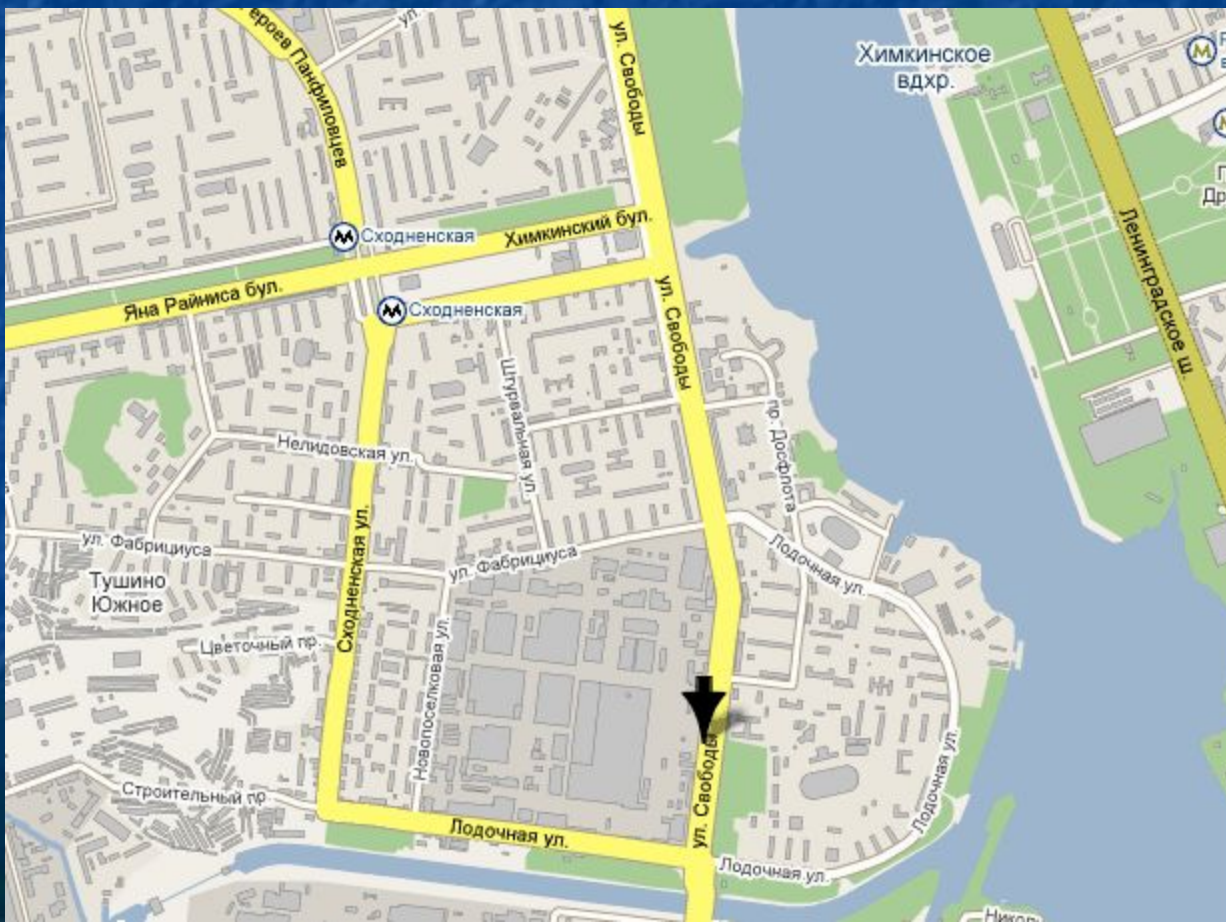 Героев Панфиловцев
ул.
ул. Свободы
Химкинское
вдхр.
Сходненская
Химкинский бул.
Яна Райниса бул.
Сходненская
ул. Свободы
Ленинградское ш.
Штурвальная ул.
Нелидовская ул.
пр. Досфлота
Сходненская ул.
ул. Фабрициуса
ул. Фабрициуса
Лодочная ул.
Тушино
Южное
Цветочный пр.
Новопоселковая ул.
ул. Свободы
Лодочная ул.
Строительный пр
Лодочная ул.
Лодочная ул.